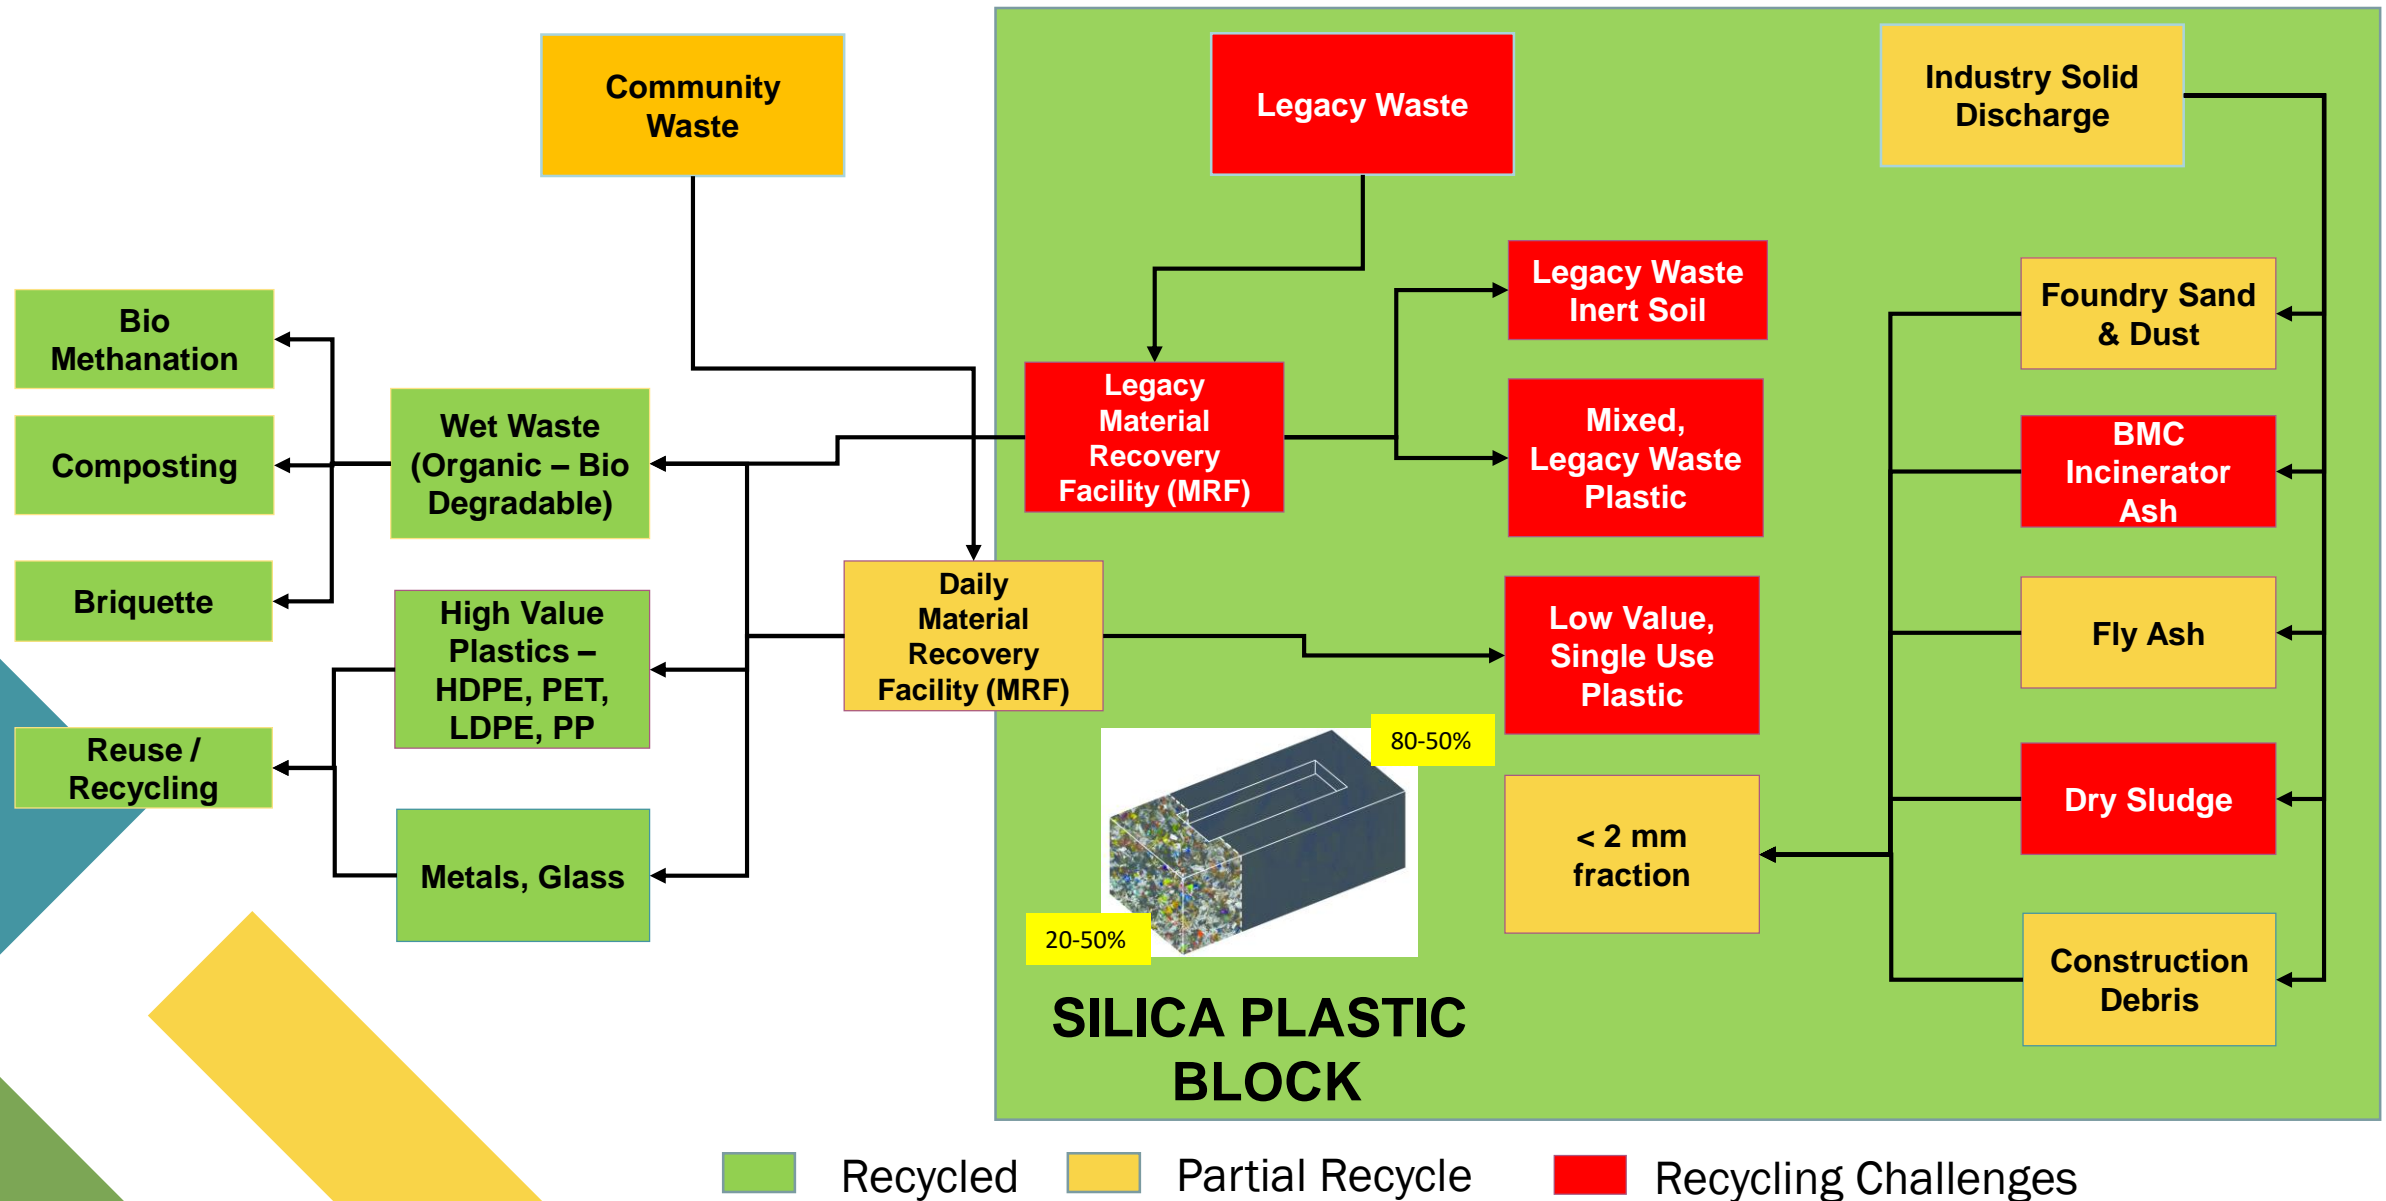 Community
Waste
Legacy Waste
Industry Solid
Discharge
Bio
Methanation
Composting
Briquette
Reuse /
Recycling
Wet Waste
(Organic – Bio
Degradable)
High Value
Plastics –
HDPE, PET,
LDPE, PP
Metals, Glass
Legacy
Material
Recovery
Facility (MRF)
Daily
Material
Recovery
Facility (MRF)
Legacy Waste
Inert Soil
Mixed,
Legacy Waste
Plastic
Low Value,
Single Use
Plastic
< 2 mm
fraction
Foundry Sand
& Dust
BMC
Incinerator
Ash
Fly Ash
Dry Sludge
Construction
Debris
80-50%
20-50%
SILICA PLASTIC
BLOCK
Recycled
Partial Recycle
Recycling Challenges